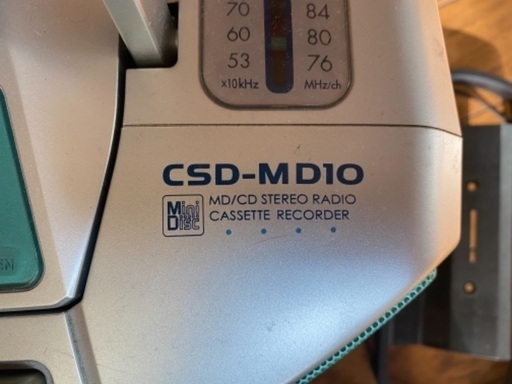 70 84
60 80
53 76
x10kHz MHz/ch
CSD-MD10
Mini Disc
MD/CD STEREO RADIO
CASSETTE RECORDER
EN